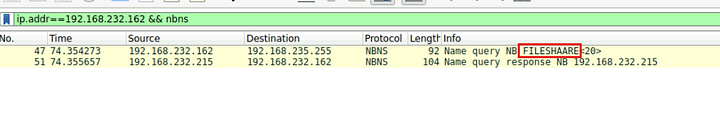 ip.addr==192.168.232.162 && nbns
No. Time Source Destination Protocol Length Info
47 74.354273 192.168.232.162 192.168.235.255 NBNS 92 Name query NB FILESHAARE<20>
51 74.355657 192.168.232.215 192.168.232.162 NBNS 104 Name query response NB 192.168.232.215